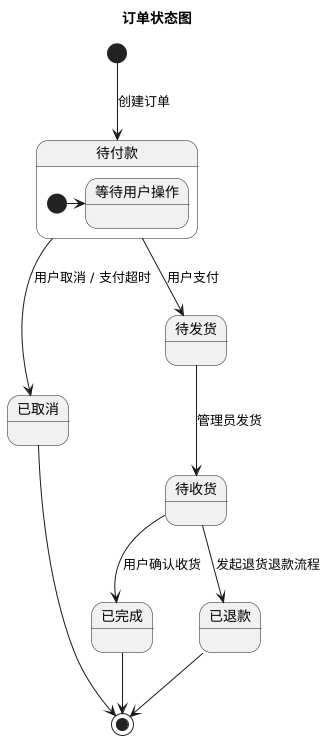 订单状态图
创建订单
待付款
等待用户操作
用户取消 / 支付超时
用户支付
待发货
已取消
管理员发货
待收货
用户确认收货
发起退货退款流程
已完成
已退款